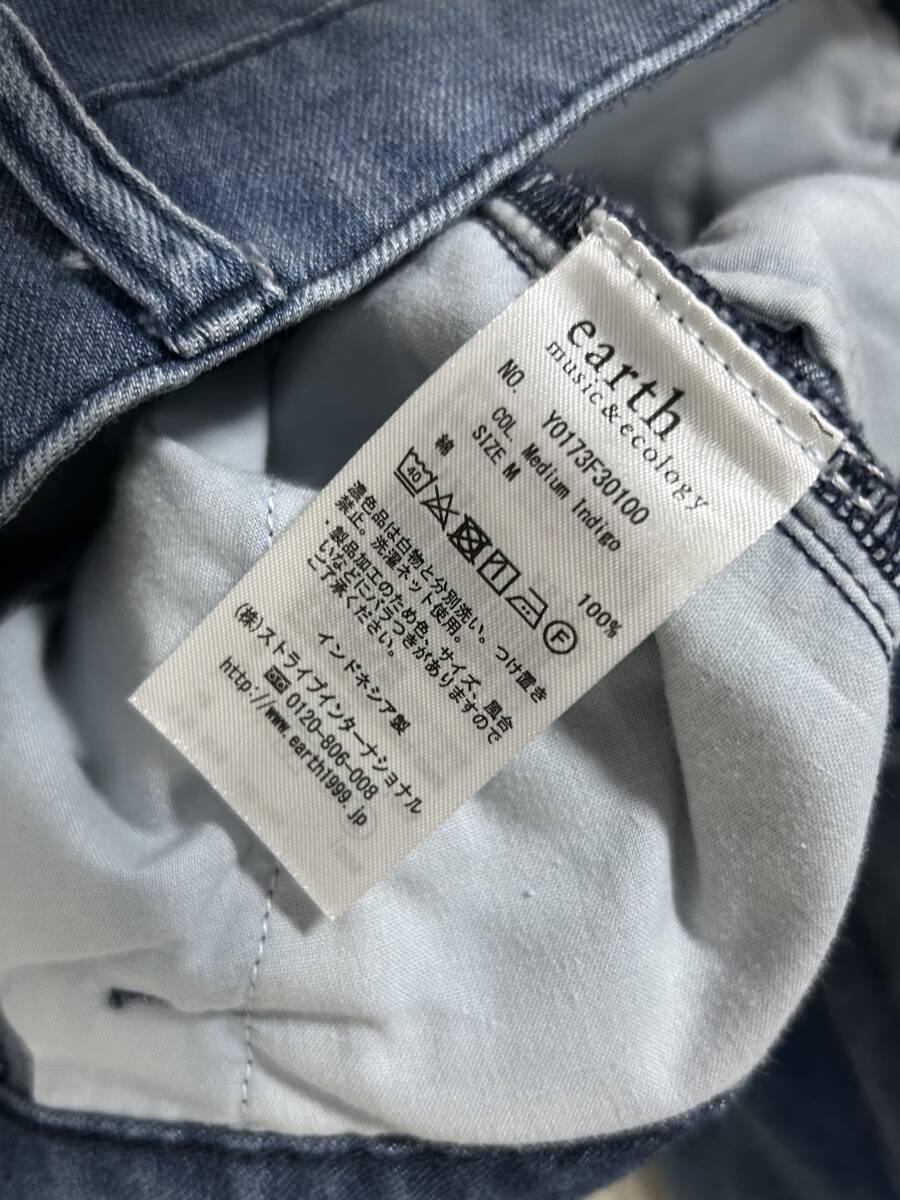 earth
music&ecology
NO. Y0173F30100
COL. Medium Indigo
SIZE M
綿 100%
40 F
濃色品は白物と分別洗い。つけ置き
禁止。洗濯ネット使用。
・製品加工のため色、サイズ、風合
いなどにバラつきがありますので
ご了承ください。
インドネシア製
(株)ストライプインターナショナル
0120-806-008
http://www.earth1999.jp